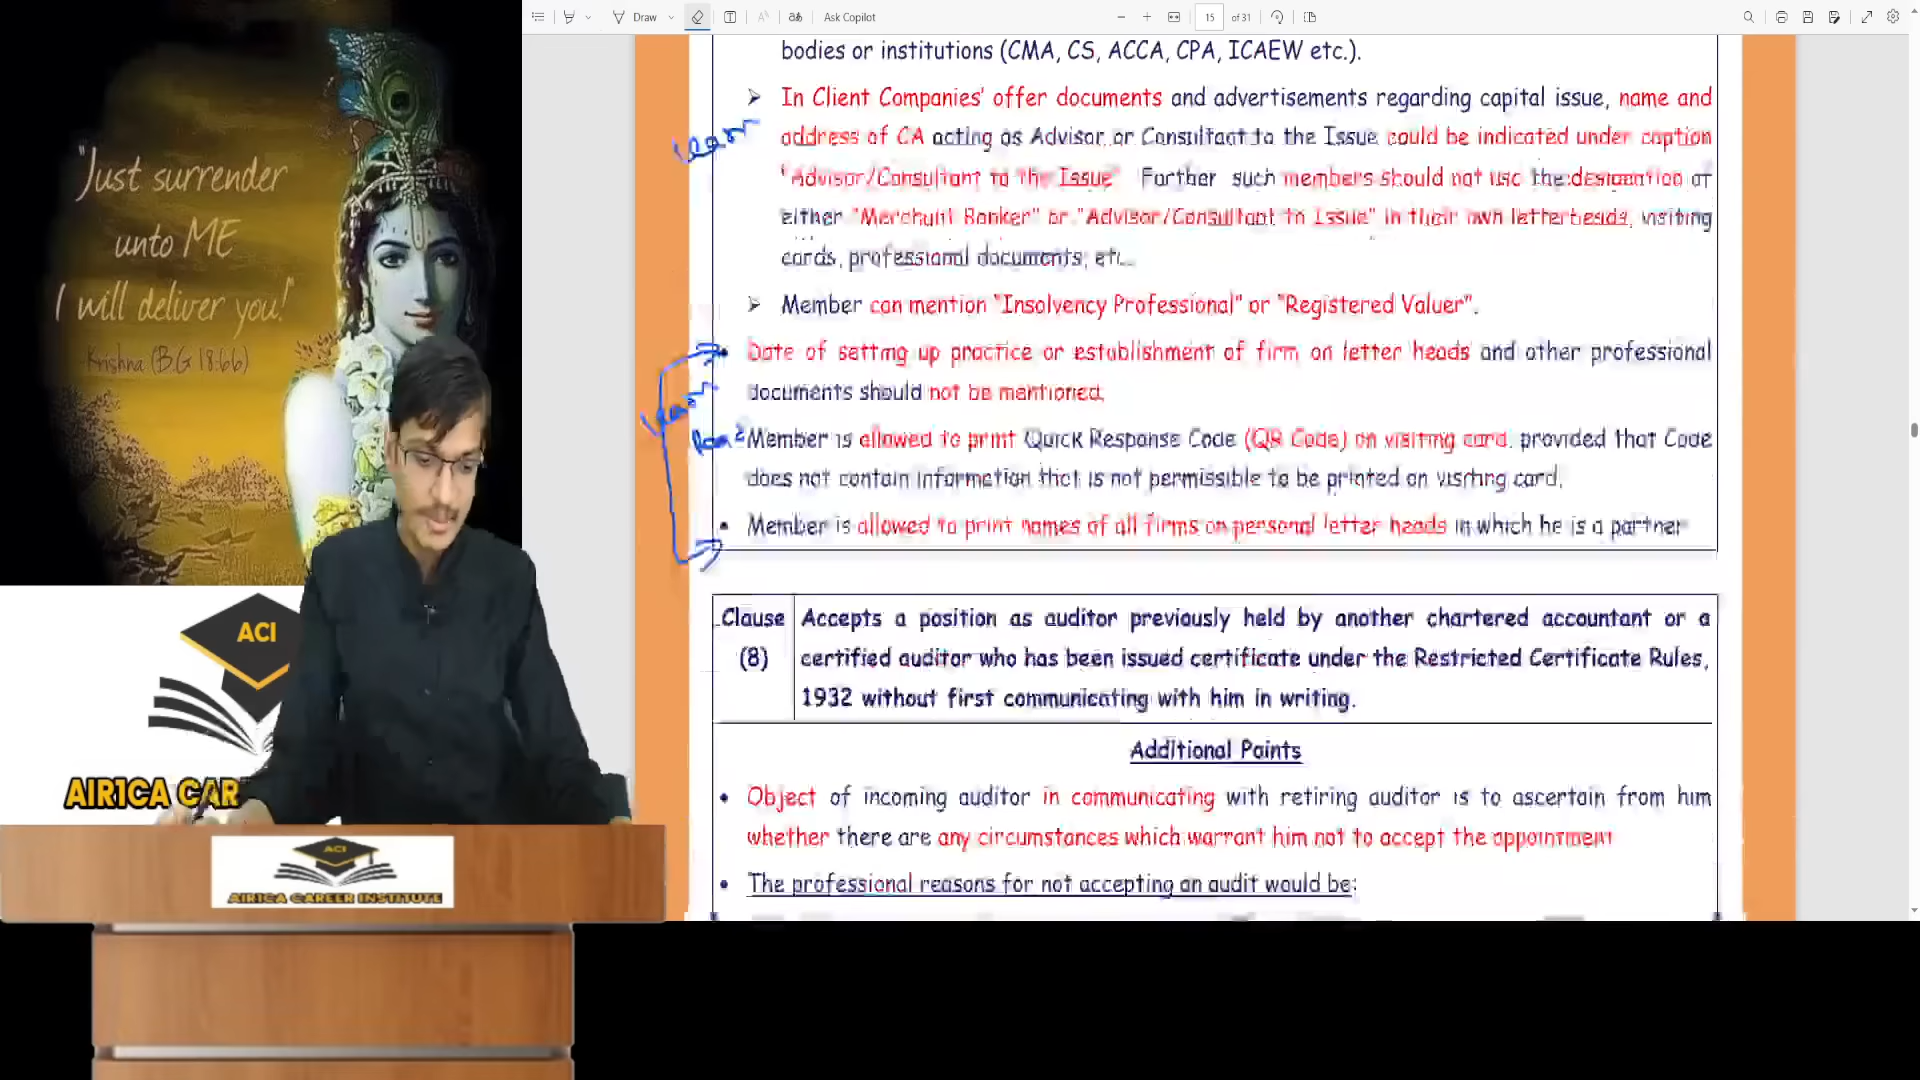 Draw
Ask Copilot
15 of 31
"Just surrender
unto ME
I will deliver you!"
Krishna (B.G 18:66)
ACI
AIR1CA CAR
ACI
AIR1CA CAREER INSTITUTE
bodies or institutions (CMA, CS, ACCA, CPA, ICAEW etc.).
➢ In Client Companies' offer documents and advertisements regarding capital issue, name and
address of CA acting as Advisor or Consultant to the Issue could be indicated under caption
"Advisor/Consultant to the Issue" Further such members should not use the designation of
either "Merchant Banker" or "Advisor/Consultant to Issue" in their own letterheads, visiting
cards, professional documents, etc..
learn
➢ Member can mention "Insolvency Professional" or "Registered Valuer".
• Date of setting up practice or establishment of firm on letter heads and other professional
documents should not be mentioned.
learn
Member is allowed to print Quick Response Code (QR Code) on visiting card, provided that Code
does not contain information that is not permissible to be printed on visiting card.
• Member is allowed to print names of all firms on personal letter heads in which he is a partner
Clause
(8)
Accepts a position as auditor previously held by another chartered accountant or a
certified auditor who has been issued certificate under the Restricted Certificate Rules,
1932 without first communicating with him in writing.
Additional Points
• Object of incoming auditor in communicating with retiring auditor is to ascertain from him
whether there are any circumstances which warrant him not to accept the appointment
• The professional reasons for not accepting an audit would be: